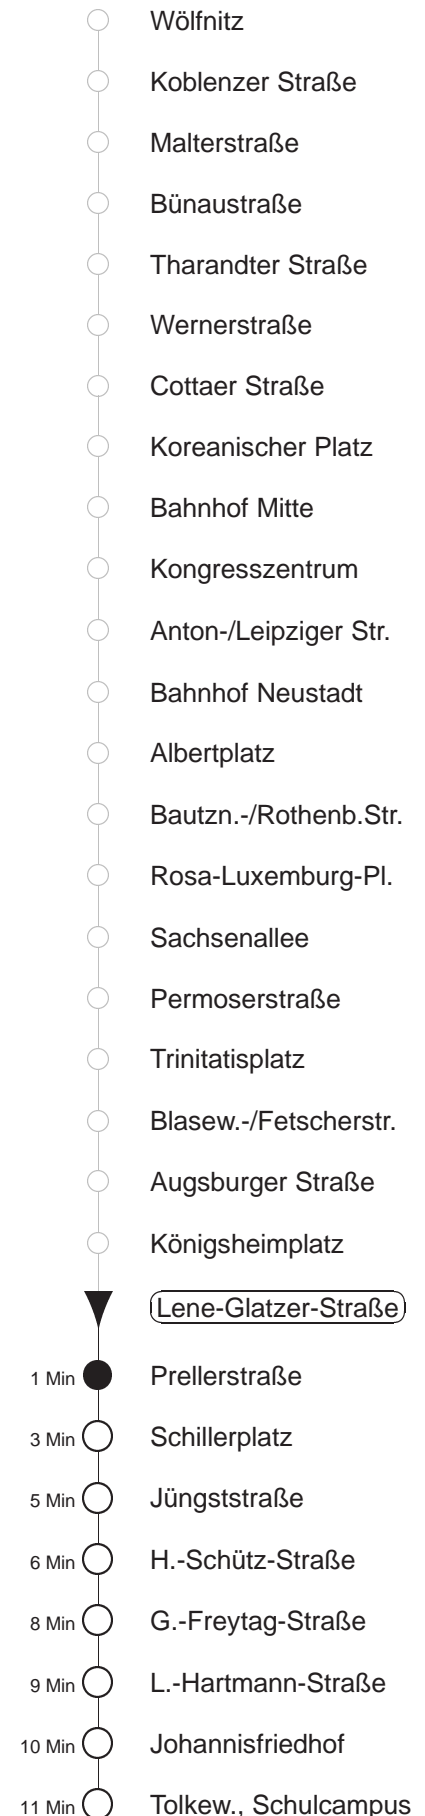 Wölfnitz
Koblenzer Straße
Malterstraße
Bünaustraße
Tharandter Straße
Wernerstraße
Cottaer Straße
Koreanischer Platz
Bahnhof Mitte
Kongresszentrum
Anton-/Leipziger Str.
Bahnhof Neustadt
Albertplatz
Bautzn.-/Rothenb.Str.
Rosa-Luxemburg-Pl.
Sachsenallee
Permoserstraße
Trinitatisplatz
Blasew.-/Fetscherstr.
Augsburger Straße
Königsheimplatz
Lene-Glatzer-Straße
1 Min Prellerstraße
3 Min Schillerplatz
5 Min Jüngststraße
6 Min H.-Schütz-Straße
8 Min G.-Freytag-Straße
9 Min L.-Hartmann-Straße
10 Min Johannisfriedhof
11 Min Tolkew., Schulcampus